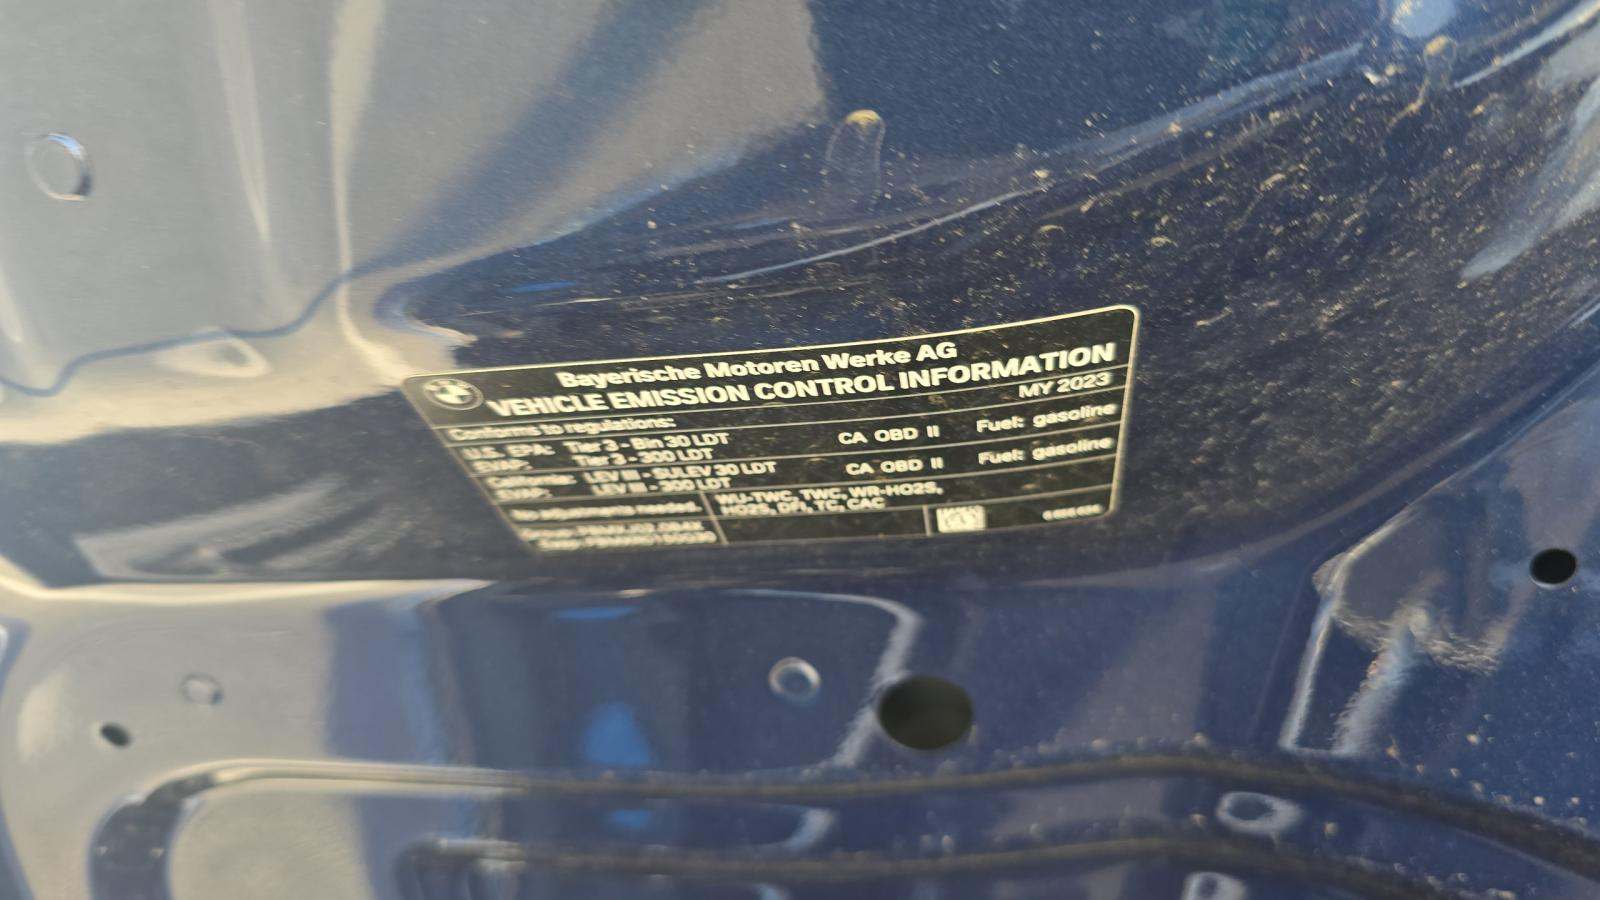 Bayerische Motoren Werke AG
VEHICLE EMISSION CONTROL INFORMATION
MY 2023
Conforms to regulations:
U.S. EPA: Tier 3 - Bin 30 LDT CA OBD II Fuel: gasoline
EVAP: Tier 3 - 300 LDT
California: LEV III - SULEV 30 LDT CA OBD II Fuel: gasoline
EVAP: LEV III - 350 LDT
No adjustments needed. WU-TWC, TWC, WR-HO2S,
HO2S, DFI, TC, CAC